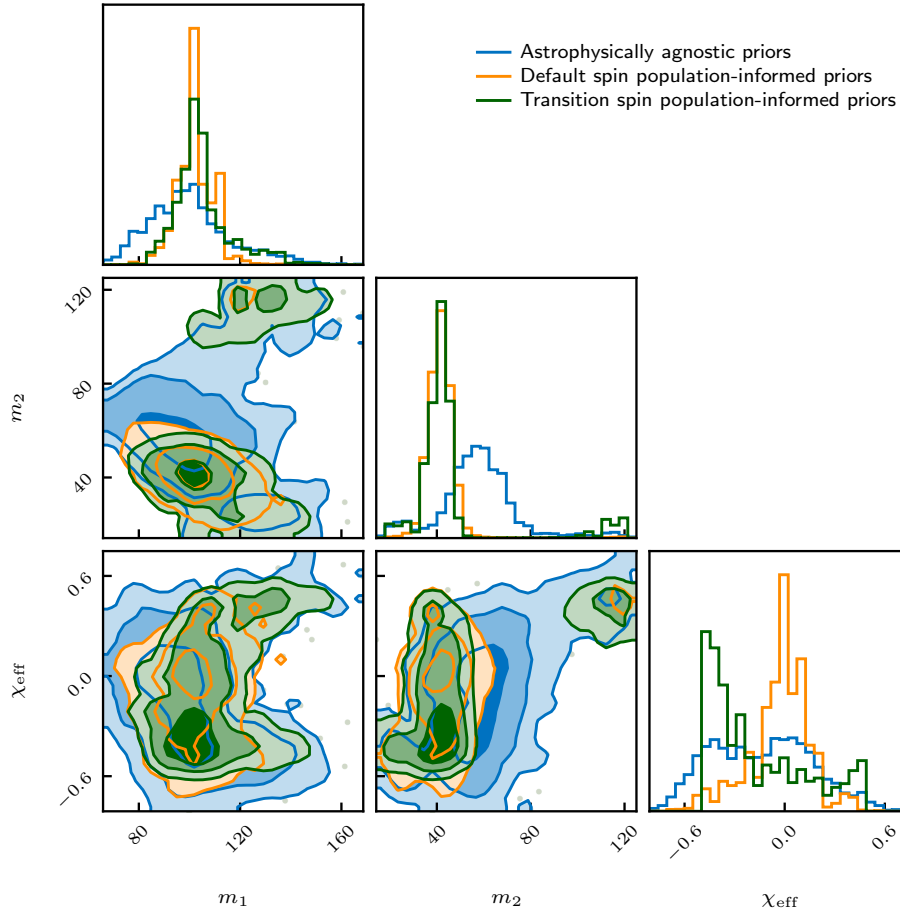 Astrophysically agnostic priors
Default spin population-informed priors
Transition spin population-informed priors
120
80
40
m₂
0.6
0.0
−0.6
χeff
80
120
160
40
120
−0.6
0.0
0.6
m₁
m₂
χeff